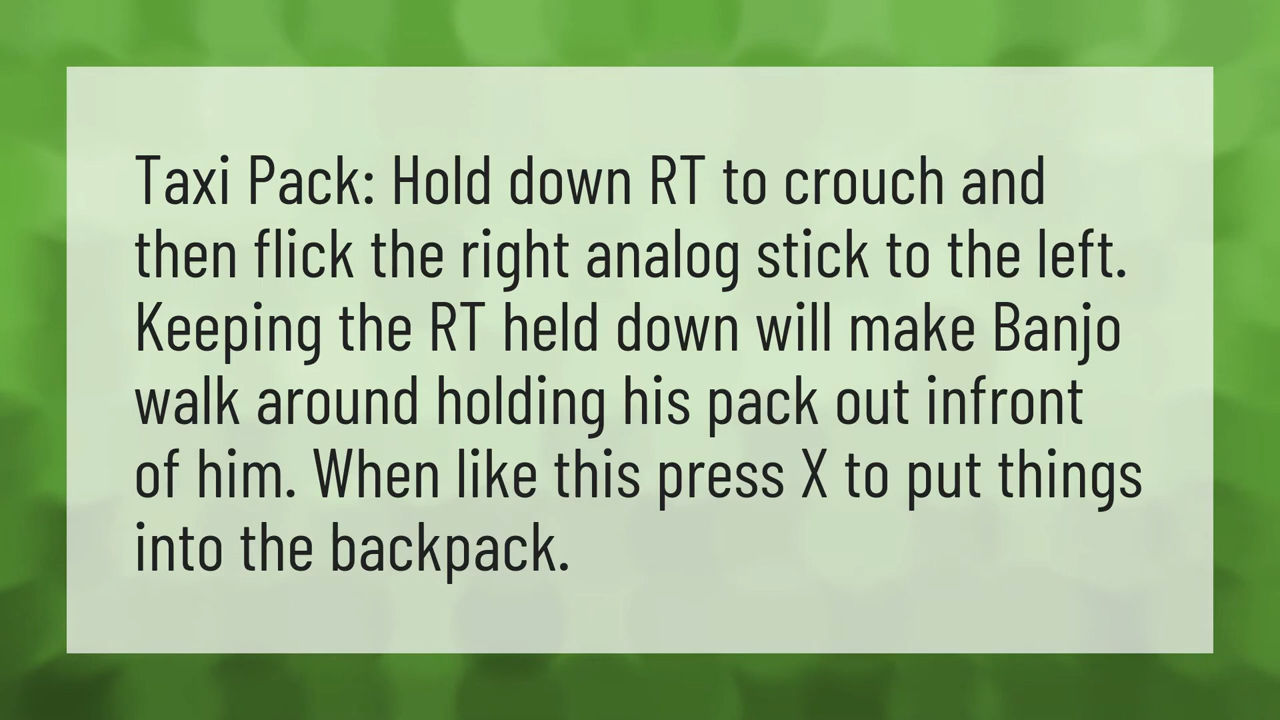 Taxi Pack: Hold down RT to crouch and
then flick the right analog stick to the left.
Keeping the RT held down will make Banjo
walk around holding his pack out infront
of him. When like this press X to put things
into the backpack.